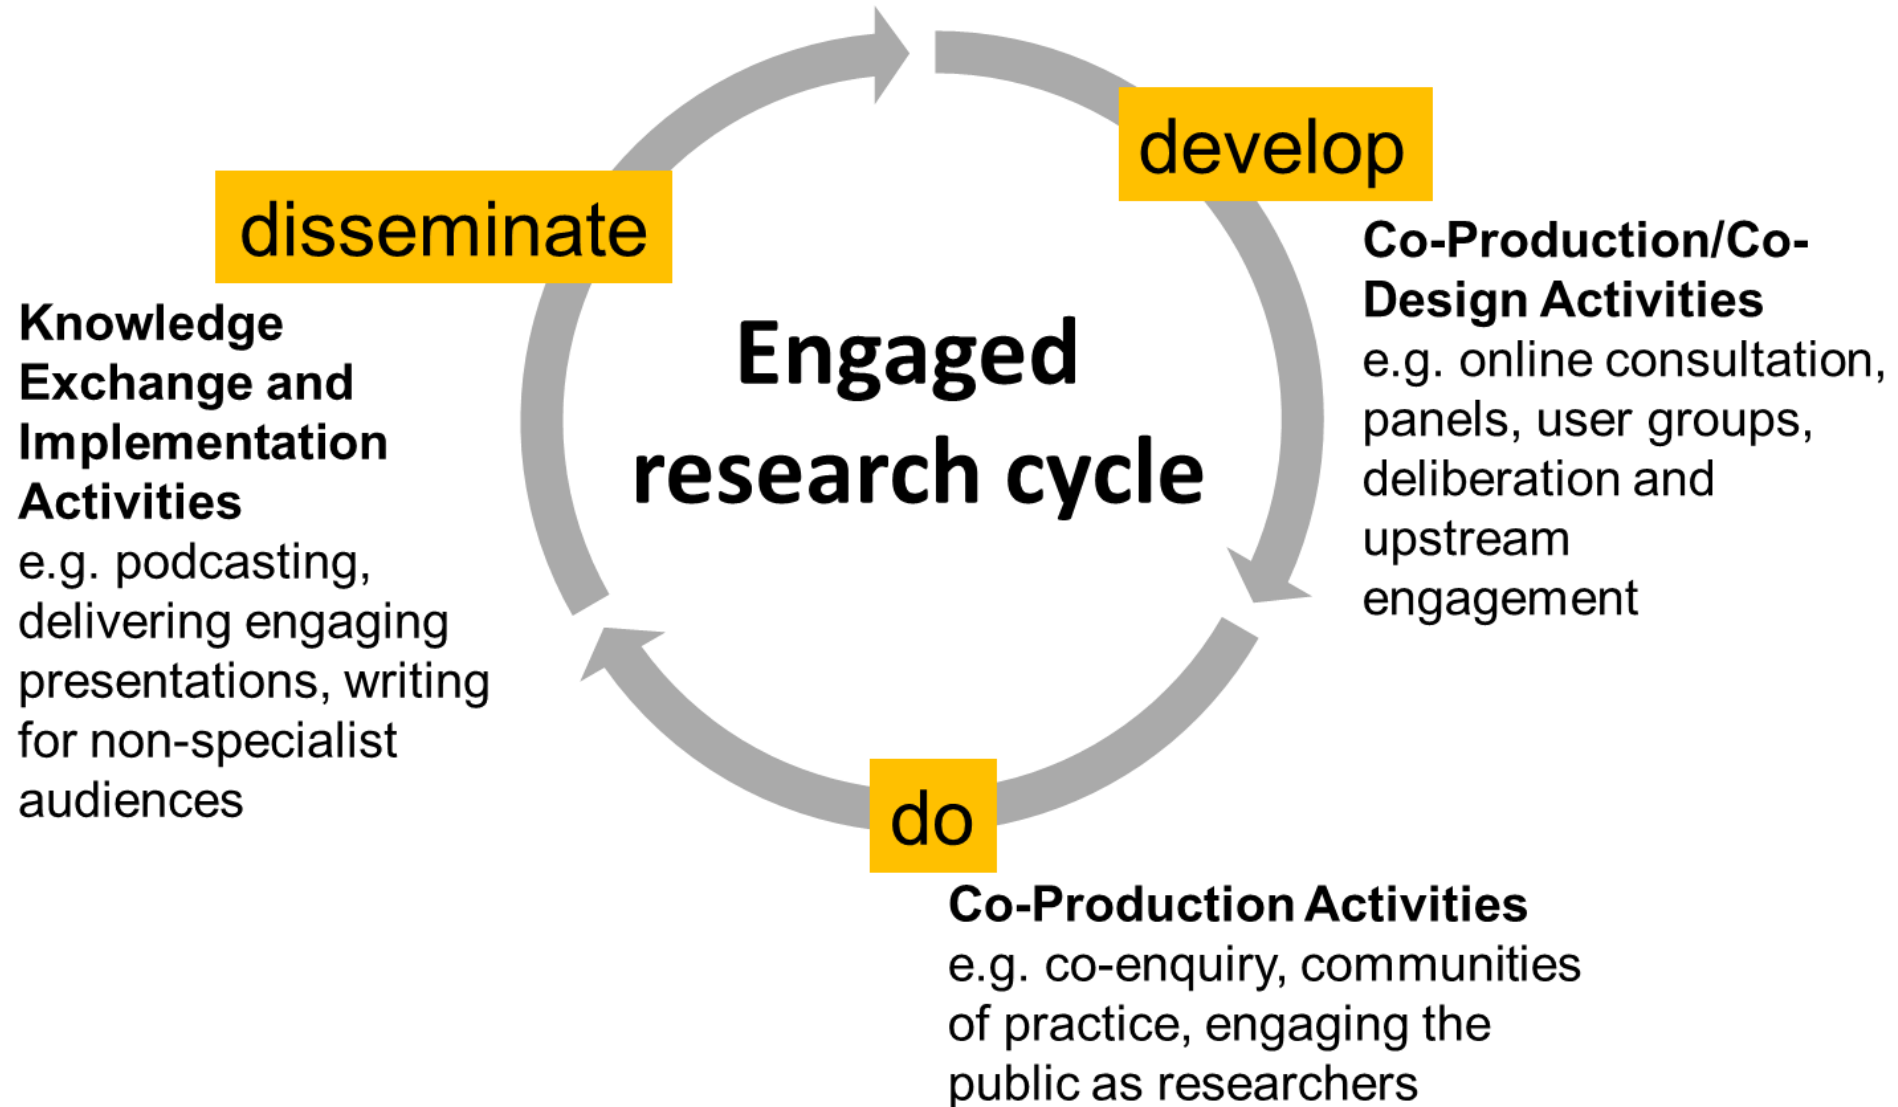 Engaged
research cycle
develop
Co-Production/Co-
Design Activities
e.g. online consultation,
panels, user groups,
deliberation and
upstream
engagement
do
Co-Production Activities
e.g. co-enquiry, communities
of practice, engaging the
public as researchers
disseminate
Knowledge
Exchange and
Implementation
Activities
e.g. podcasting,
delivering engaging
presentations, writing
for non-specialist
audiences